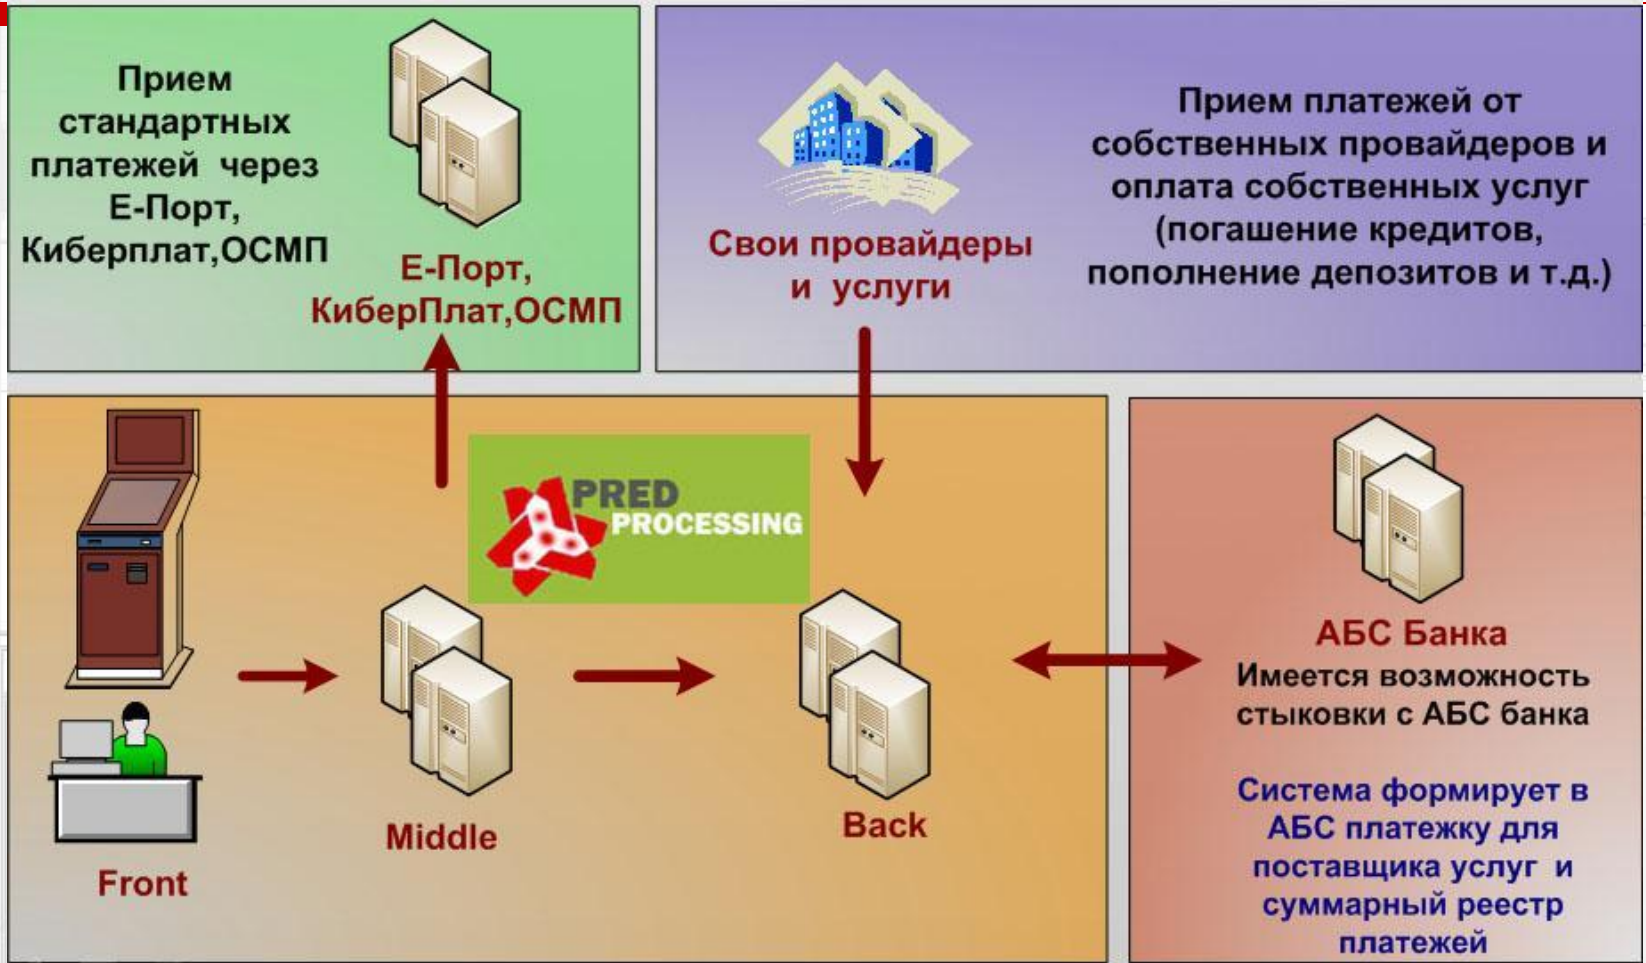 Прием
стандартных
платежей через
Е-Порт,
Киберплат,ОСМП
Е-Порт,
КиберПлат,ОСМП
Свои провайдеры
и услуги
Прием платежей от
собственных провайдеров и
оплата собственных услуг
(погашение кредитов,
пополнение депозитов и т.д.)
PRED
PROCESSING
Front
Middle
Back
АБС Банка
Имеется возможность
стыковки с АБС банка
Система формирует в
АБС платежку для
поставщика услуг и
суммарный реестр
платежей